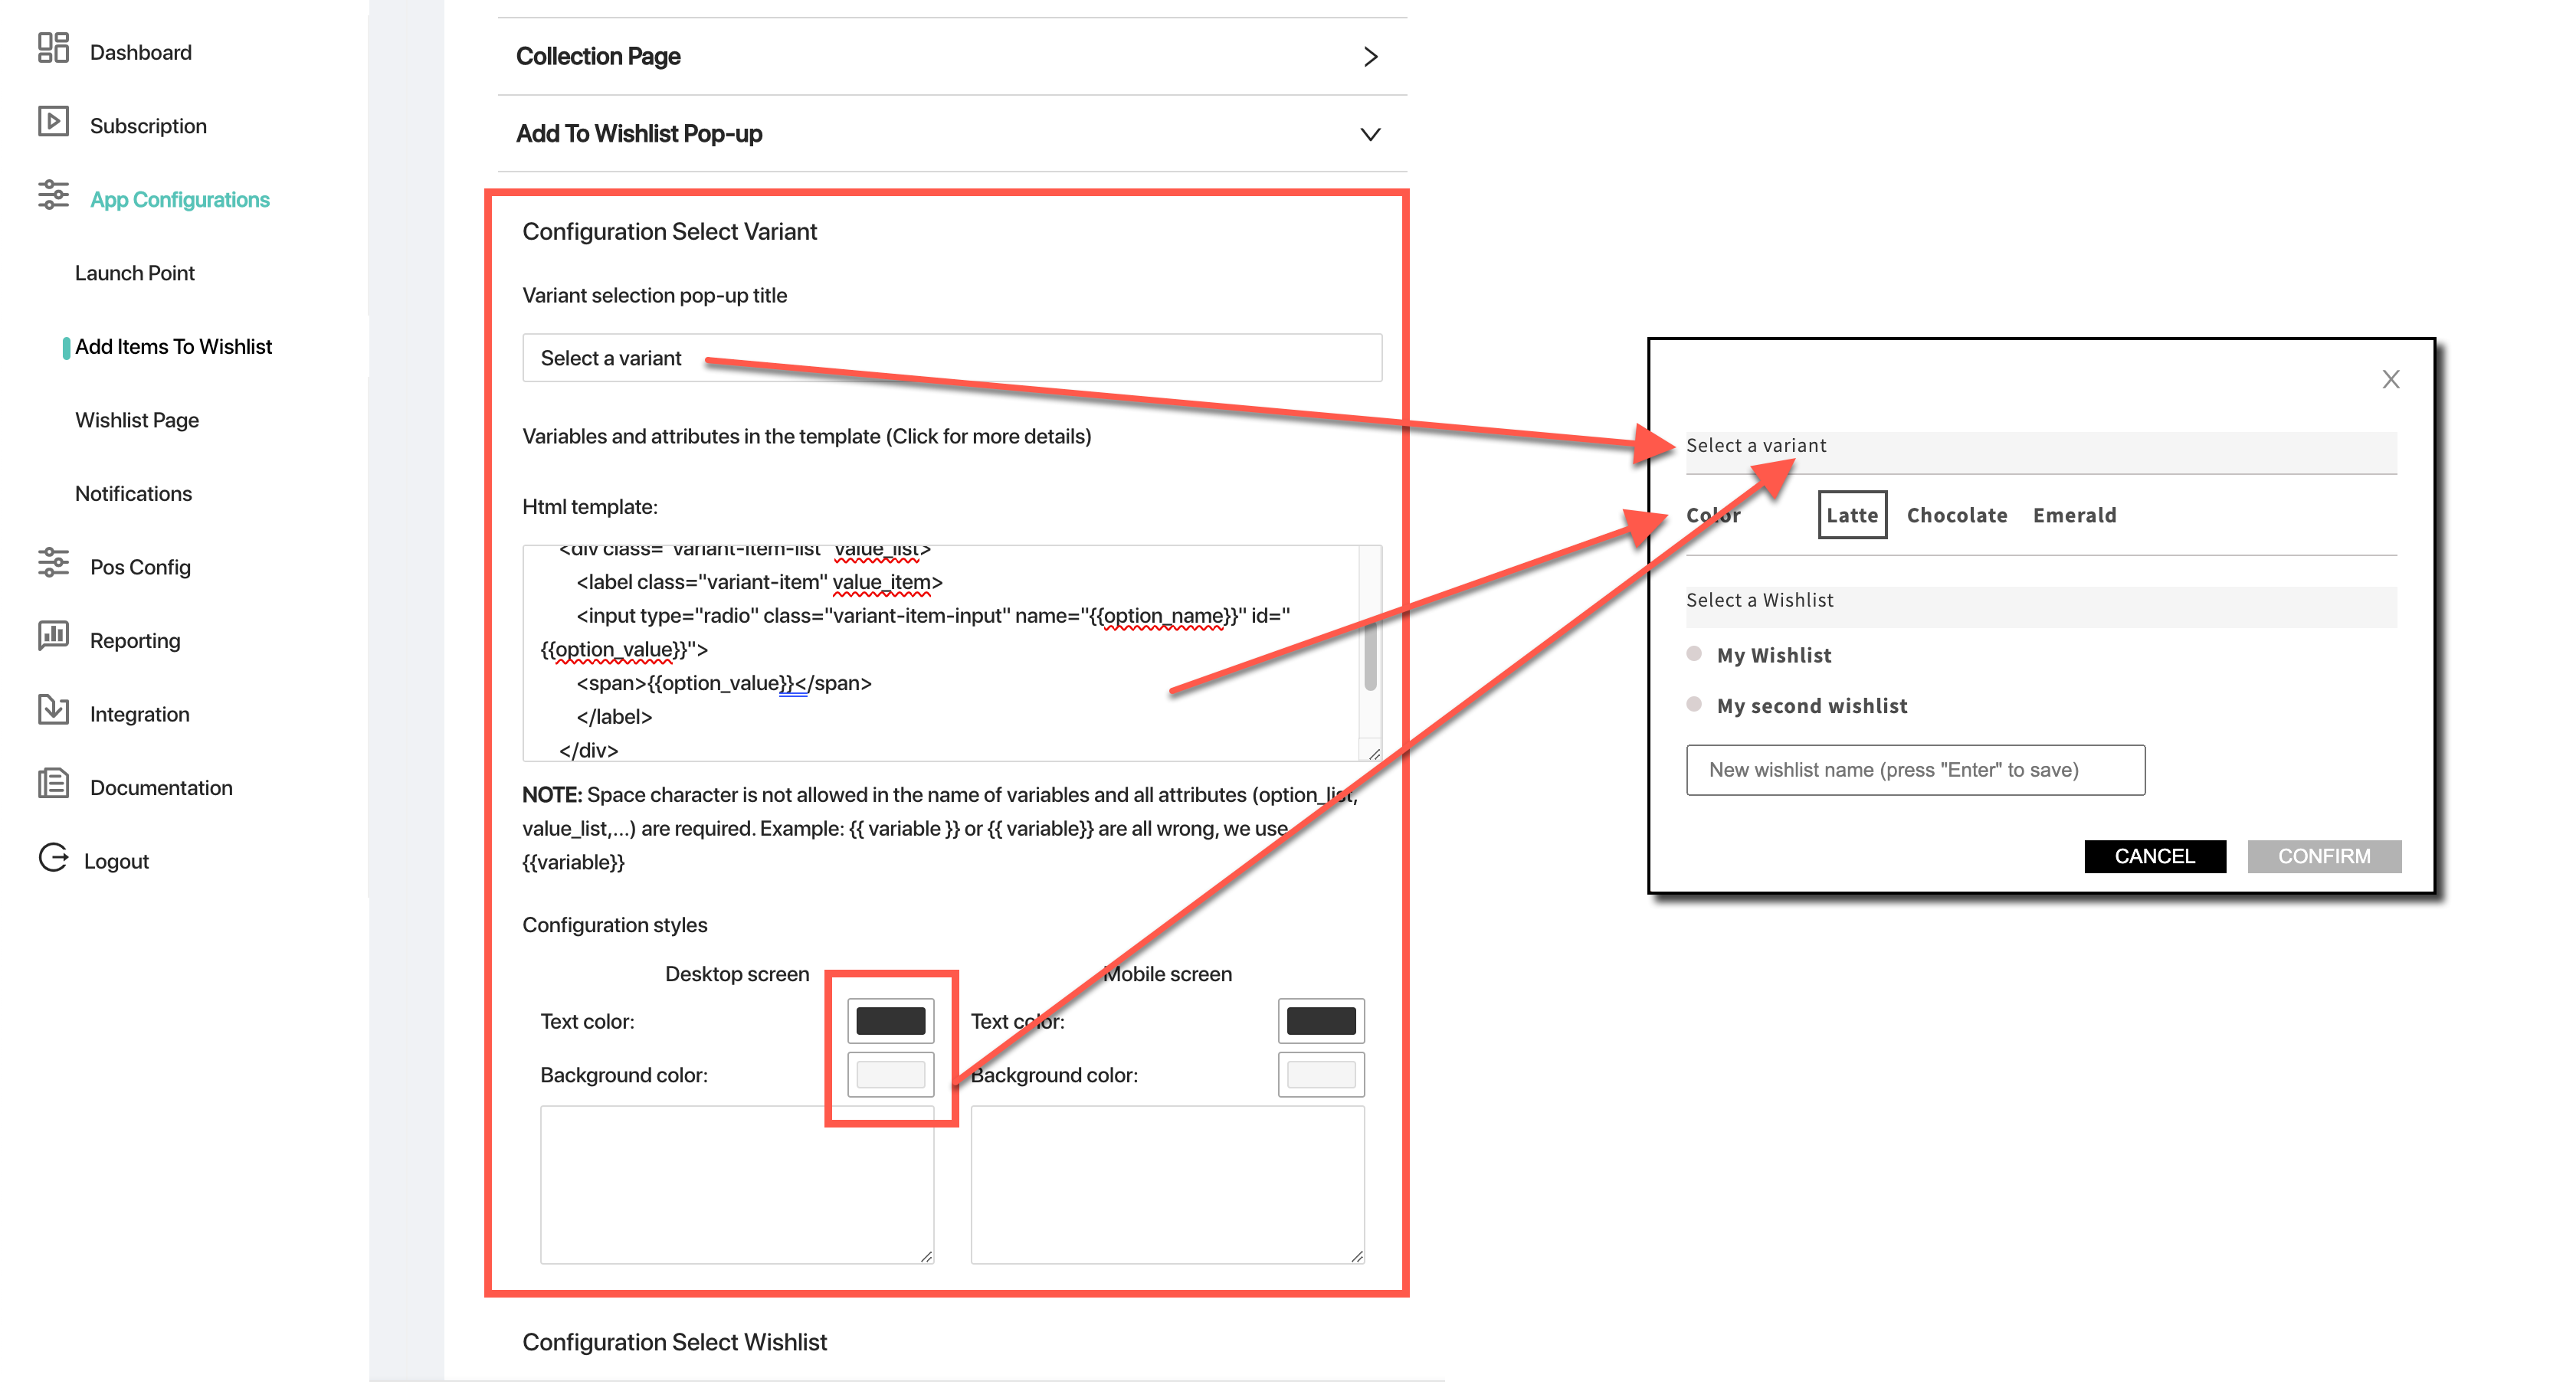 Dashboard
Subscription
App Configurations
Launch Point
Add Items To Wishlist
Wishlist Page
Notifications
Pos Config
Reporting
Integration
Documentation
Logout
Collection Page
Add To Wishlist Pop-up
Configuration Select Variant
Variant selection pop-up title
Select a variant
Variables and attributes in the template (Click for more details)
Html template:
<div class="variant-item-list" value_list>
<label class="variant-item" value_item>
<input type="radio" class="variant-item-input" name="{{option_name}}" id="
{{option_value}}">
<span>{{option_value}}</span>
</label>
</div>
NOTE: Space character is not allowed in the name of variables and all attributes (option_list,
value_list,...) are required. Example: {{ variable }} or {{ variable}} are all wrong, we use
{{variable}}
Configuration styles
Desktop screen
Mobile screen
Text color:
Text color:
Background color:
Background color:
Configuration Select Wishlist
X
Select a variant
Color Latte Chocolate Emerald
Select a Wishlist
My Wishlist
My second wishlist
New wishlist name (press "Enter" to save)
CANCEL CONFIRM